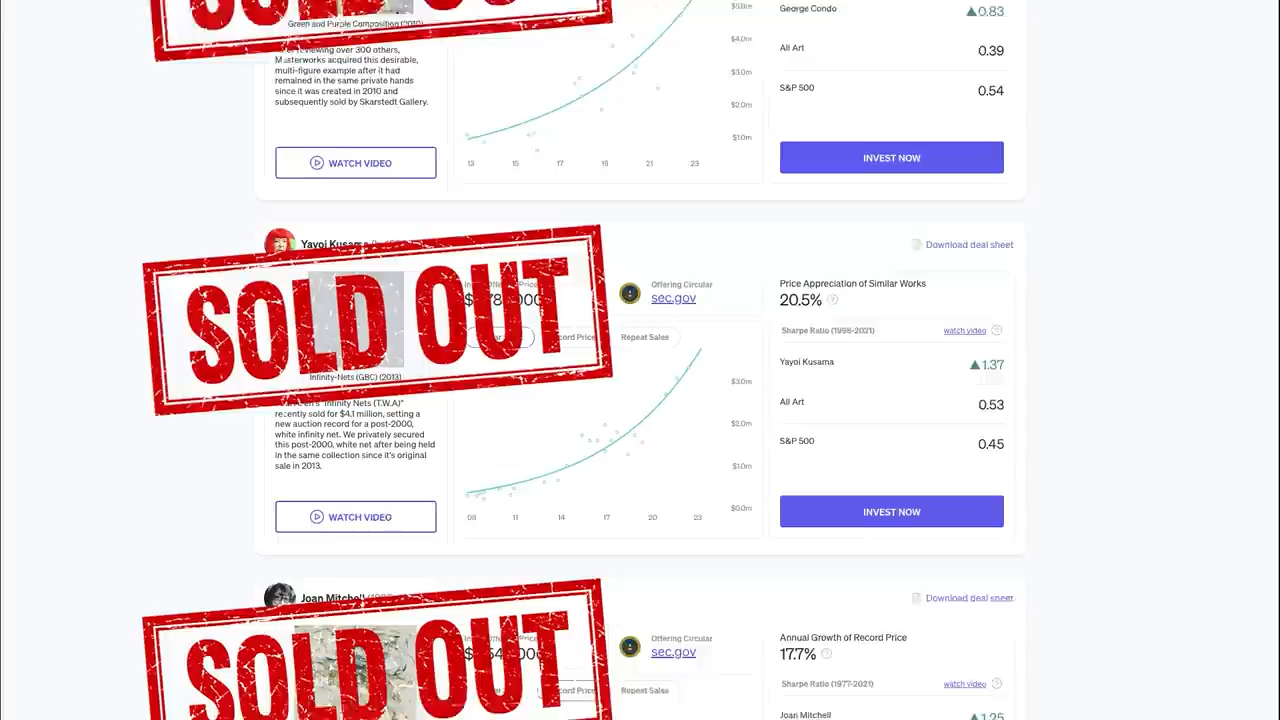 SOLD OUT
Green and Purple Composition (2010)
George Condo
0.83
All Art
0.39
S&P 500
0.54
reviewing over 300 others,
Masterworks acquired this desirable,
multi-figure example after it had
remained in the same private hands
since it was created in 2010 and
subsequently sold by Skarstedt Gallery.
$4.0m
$3.0m
$2.0m
$1.0m
13 15 17 19 21 23
WATCH VIDEO
INVEST NOW
Yayoi Kusama
Download deal sheet
SOLD OUT
Offering Circular
sec.gov
Price Appreciation of Similar Works
20.5%
Sharpe Ratio (1998-2021)
watch video
Repeat Sales
Yayoi Kusama
1.37
All Art
0.53
S&P 500
0.45
Infinity-Nets (GBC) (2013)
"Infinity Nets (T.W.A)"
recently sold for $4.1 million, setting a
new auction record for a post-2000,
white infinity net. We privately secured
this post-2000, white net after being held
in the same collection since it's original
sale in 2013.
$3.0m
$2.0m
$1.0m
$0.0m
08 11 14 17 20 23
WATCH VIDEO
INVEST NOW
Joan Mitchell
Download deal sheet
SOLD OUT
Offering Circular
sec.gov
Annual Growth of Record Price
17.7%
Sharpe Ratio (1977-2021)
watch video
Repeat Sales
Joan Mitchell
1.25